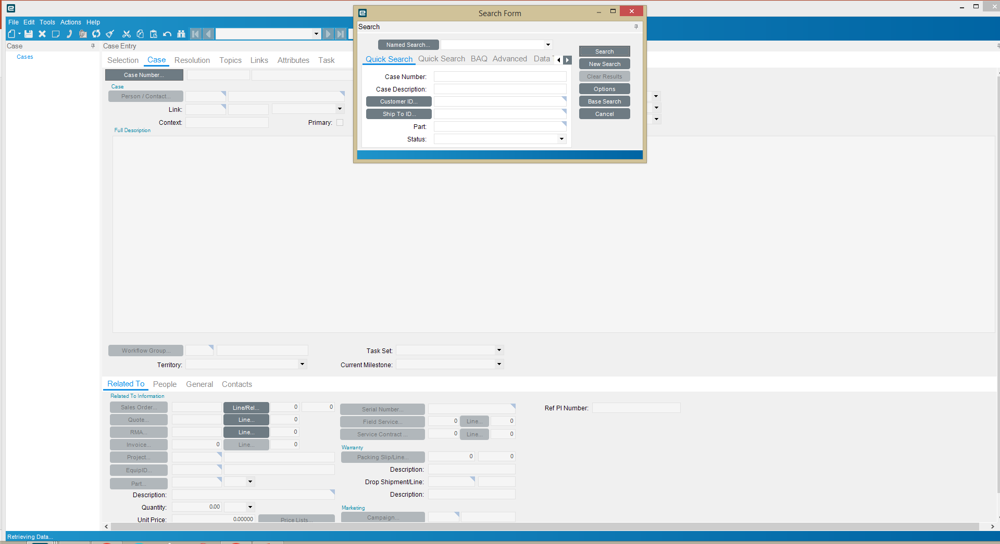 Search Form
File Edit Tools Actions Help
Search
Case
Case Entry
Cases
Named Search...
Quick Search Quick Search BAQ Advanced Data
Search
New Search
Clear Results
Options
Base Search
Cancel
Case Number:
Case Description:
Customer ID...
Ship To ID...
Part:
Status:
Selection Case Resolution Topics Links Attributes Task
Case Number...
Case
Person / Contact...
Link:
Context:
Primary:
Full Description
Workflow Group...
Task Set:
Territory:
Current Milestone:
Related To People General Contacts
Related To Information
Sales Order... Line/Rel... 0 0
Quote... Line... 0
RMA... Line... 0
Invoice... 0 Line... 0
Project...
EquipID...
Part...
Description:
Quantity: 0.00
Unit Price: 0.00000 Price Lists...
Serial Number...
Field Service... 0 Line... 0
Service Contract ... 0 Line... 0
Warranty
Packing Slip/Line... 0 0
Description:
Drop Shipment/Line:
Description:
Marketing
Campaign...
Ref PI Number:
Retrieving Data...